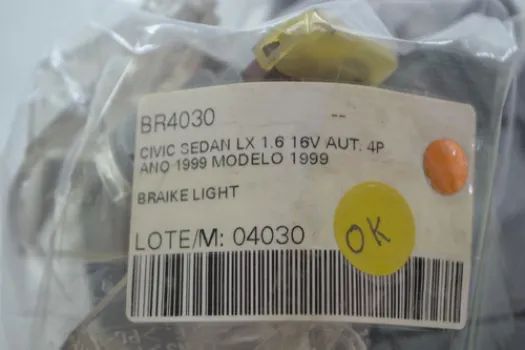 BR4030 --
CIVIC SEDAN LX 1.6 16V AUT. 4P
ANO 1999 MODELO 1999
BRAIKE LIGHT
LOTE/M: 04030
OK